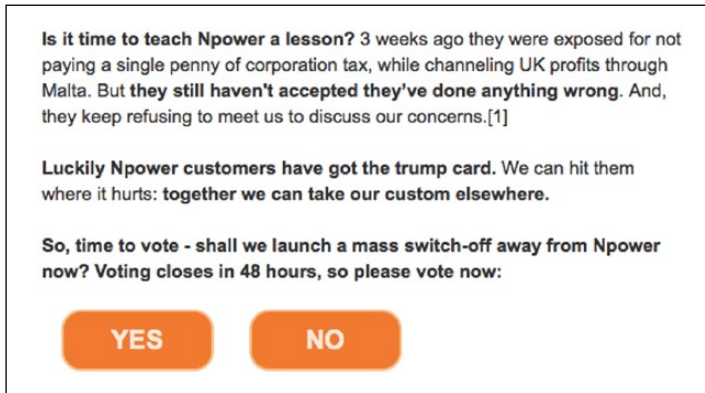 Is it time to teach Npower a lesson? 3 weeks ago they were exposed for not
paying a single penny of corporation tax, while channeling UK profits through
Malta. But they still haven't accepted they've done anything wrong. And,
they keep refusing to meet us to discuss our concerns.[1]
Luckily Npower customers have got the trump card. We can hit them
where it hurts: together we can take our custom elsewhere.
So, time to vote - shall we launch a mass switch-off away from Npower
now? Voting closes in 48 hours, so please vote now:
YES NO